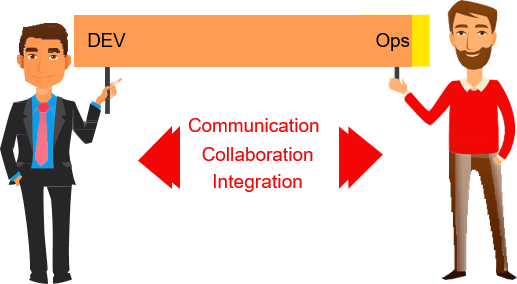 DEV Ops
Communication
Collaboration
Integration